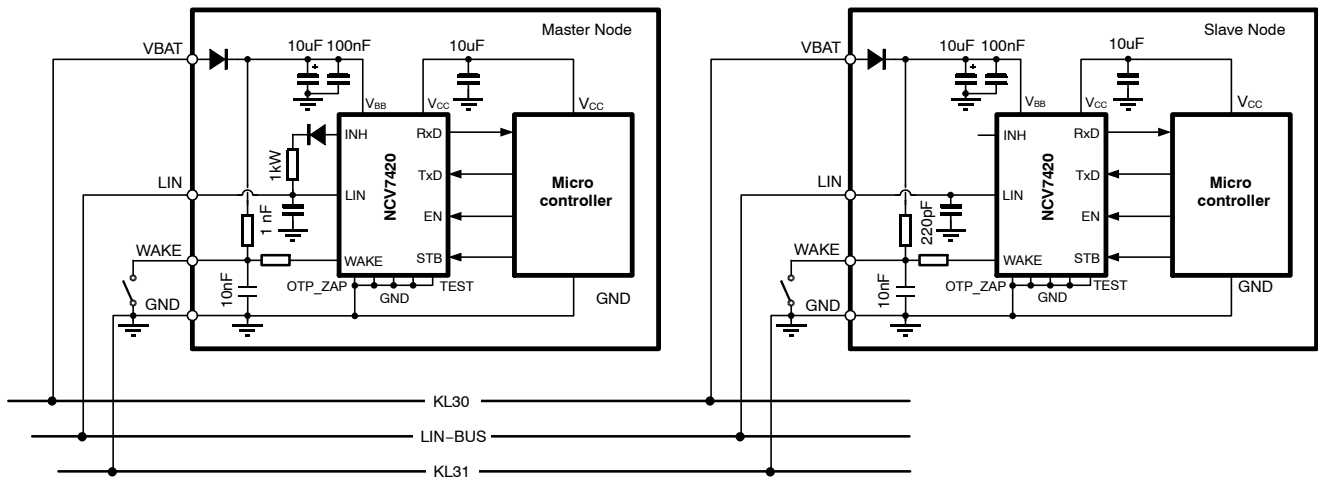 Master Node
VBAT
10uF 100nF
10uF
VBB
VCC
VCC
INH
RxD
1kW
NCV7420
TxD
Micro
controller
LIN
LIN
EN
1 nF
WAKE
WAKE
STB
10nF
OTP_ZAP
GND
TEST
GND
GND
Slave Node
VBAT
10uF 100nF
10uF
VBB
VCC
VCC
INH
RxD
NCV7420
TxD
Micro
controller
LIN
LIN
EN
220pF
WAKE
WAKE
STB
10nF
OTP_ZAP
GND
TEST
GND
GND
KL30
LIN−BUS
KL31